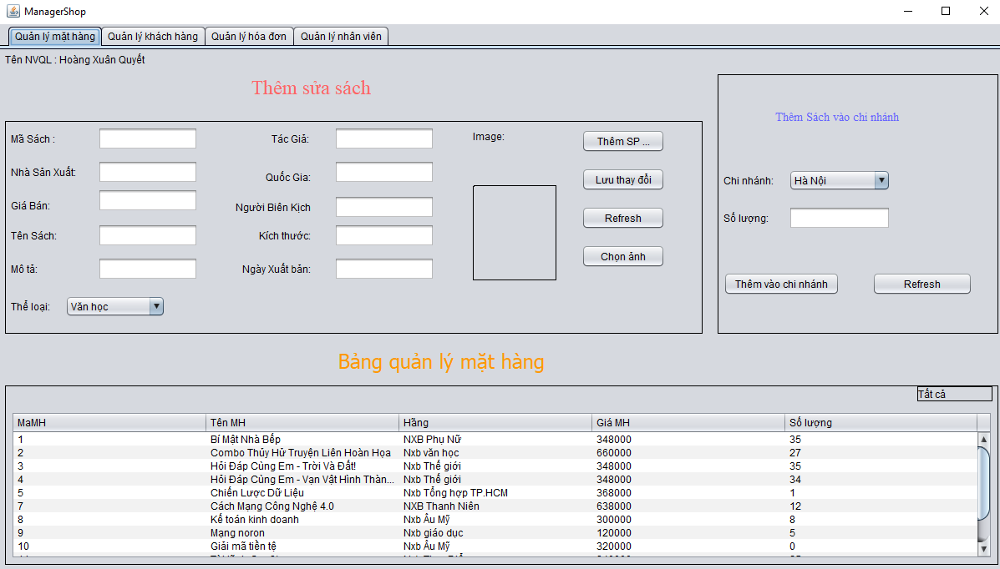 ManagerShop
Quản lý mặt hàng Quản lý khách hàng Quản lý hóa đơn Quản lý nhân viên
Tên NVQL : Hoàng Xuân Quyết
Thêm sửa sách
Mã Sách :
Nhà Sản Xuất:
Giá Bán:
Tên Sách:
Mô tả:
Thể loại: Văn học
Tác Giả:
Quốc Gia:
Người Biên Kịch
Kích thước:
Ngày Xuất bản:
Image:
Thêm SP ...
Lưu thay đổi
Refresh
Chọn ảnh
Thêm Sách vào chi nhánh
Chi nhánh: Hà Nội
Số lượng:
Thêm vào chi nhánh Refresh
Bảng quản lý mặt hàng
Tất cả
MaMH Tên MH Hãng Giá MH Số lượng
1 Bí Mật Nhà Bếp NXB Phụ Nữ 348000 35
2 Combo Thủy Hử Truyện Liên Hoàn Họa Nxb văn học 660000 27
3 Hỏi Đáp Cùng Em - Trời Và Đất! Nxb Thế giới 348000 35
4 Hỏi Đáp Cùng Em - Vạn Vật Hình Thàn... Nxb Thế giới 348000 34
5 Chiến Lược Dữ Liệu Nxb Tổng hợp TP.HCM 368000 1
7 Cách Mạng Công Nghệ 4.0 NXB Thanh Niên 638000 12
8 Kế toán kinh doanh Nxb Âu Mỹ 300000 8
9 Mạng noron Nxb giáo dục 120000 5
10 Giải mã tiền tệ Nxb Âu Mỹ 320000 0